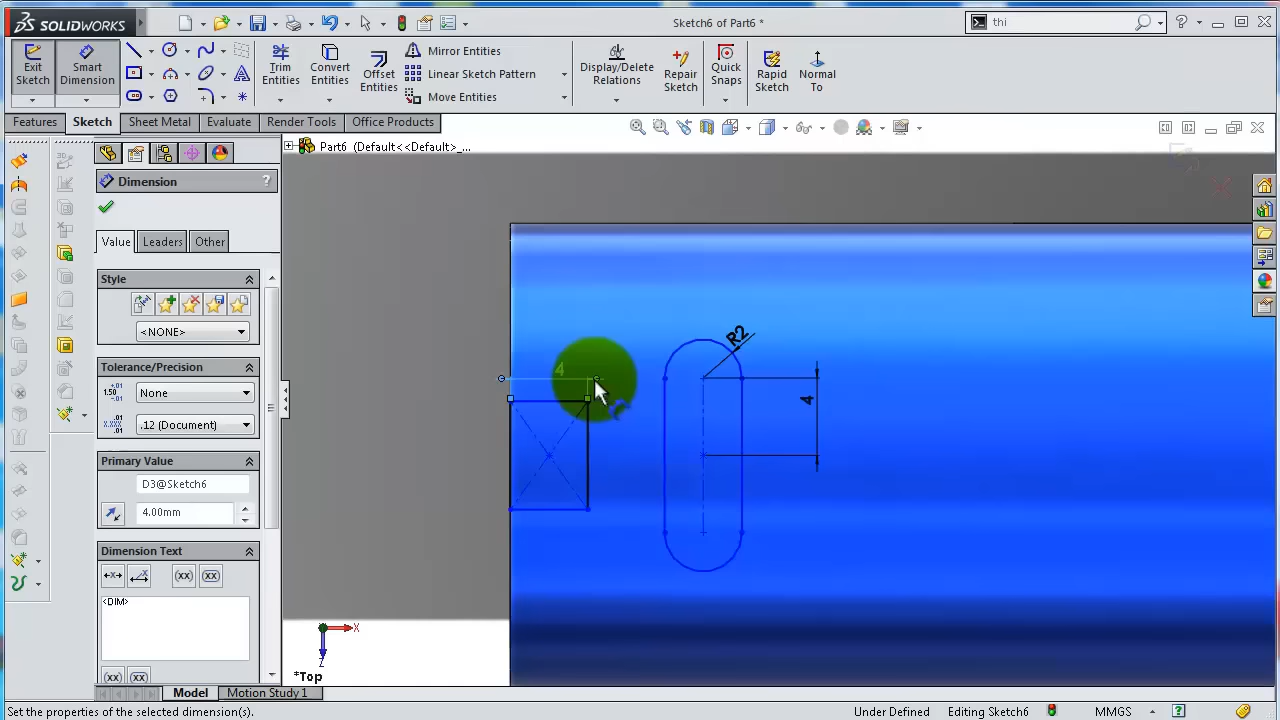 SOLIDWORKS
Sketch6 of Part6 *
thi
Exit Sketch
Smart Dimension
Trim Entities
Convert Entities
Offset Entities
Mirror Entities
Linear Sketch Pattern
Move Entities
Display/Delete Relations
Repair Sketch
Quick Snaps
Rapid Sketch
Normal To
Features
Sketch
Sheet Metal
Evaluate
Render Tools
Office Products
Part6 (Default<<Default>_...
Dimension
?
Value
Leaders
Other
Style
<NONE>
Tolerance/Precision
None
.12 (Document)
Primary Value
D3@Sketch6
4.00mm
Dimension Text
<DIM>
4
R2
4
X
Z
*Top
Model
Motion Study 1
Set the properties of the selected dimension(s).
Under Defined
Editing Sketch6
MMGS